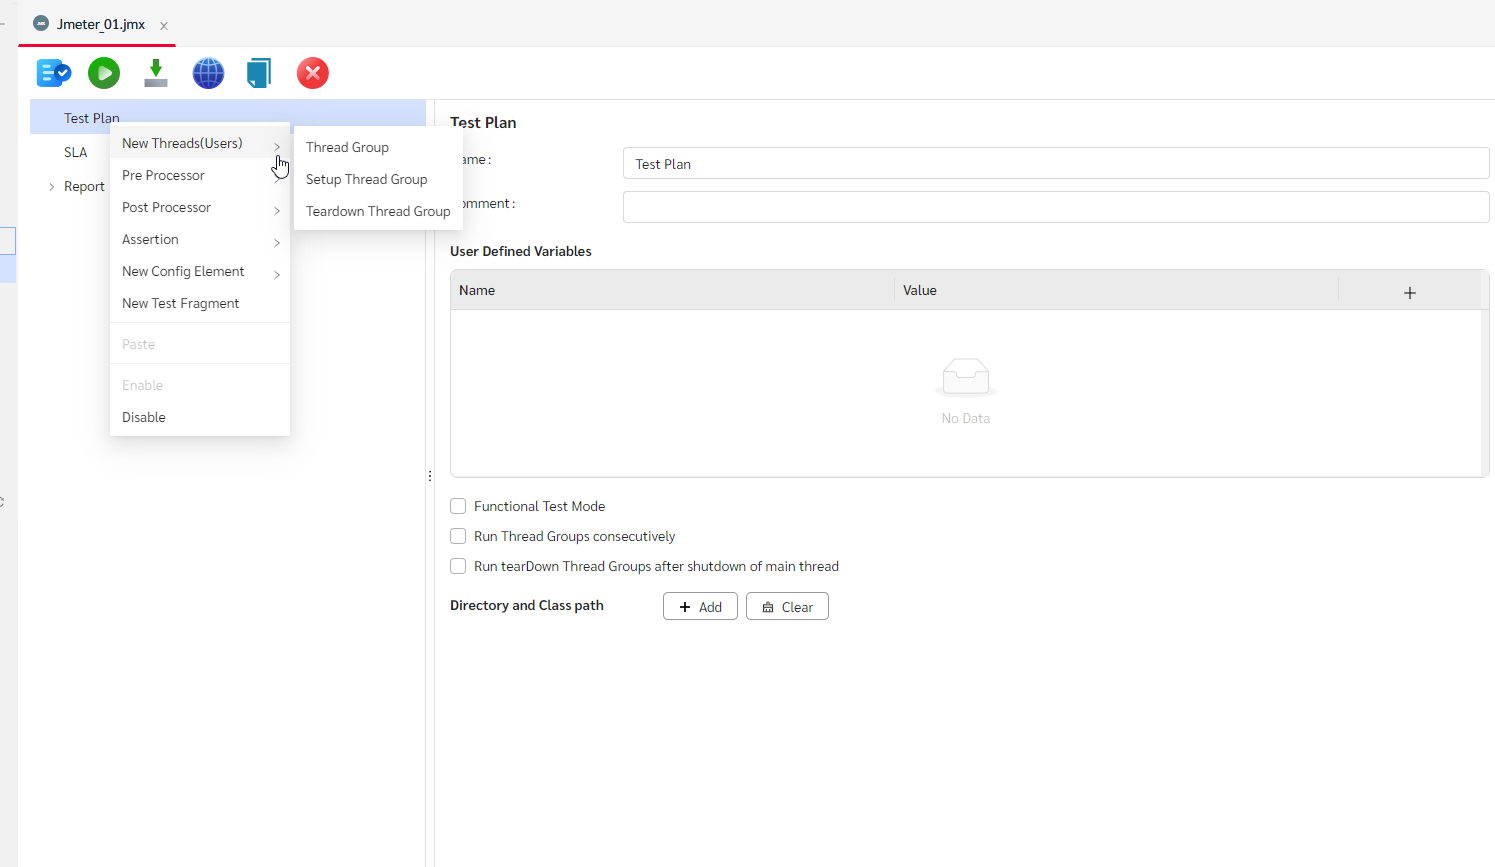 Jmeter_01.jmx
Test Plan
SLA
Report
New Threads(Users)
Pre Processor
Post Processor
Assertion
New Config Element
New Test Fragment
Paste
Enable
Disable
Thread Group
Setup Thread Group
Teardown Thread Group
Test Plan
ame :
Test Plan
omment :
User Defined Variables
Name
Value
No Data
Functional Test Mode
Run Thread Groups consecutively
Run tearDown Thread Groups after shutdown of main thread
Directory and Class path
Add
Clear